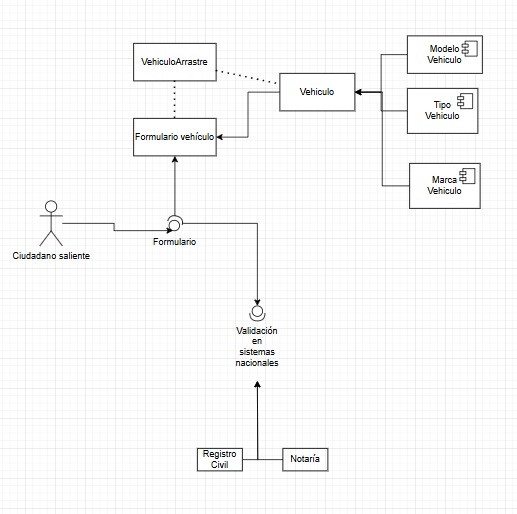 VehiculoArrastre
Modelo
Vehiculo
Vehiculo
Tipo
Vehiculo
Formulario vehículo
Marca
Vehiculo
Ciudadano saliente
Formulario
Validación
en
sistemas
nacionales
Registro
Civil
Notaría